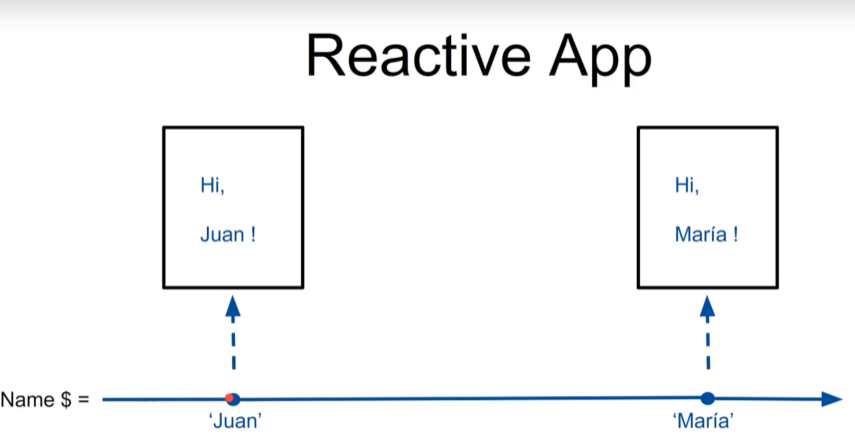 Reactive App
Hi,
Juan !
Hi,
María !
Name $ =
‘Juan’
‘María’